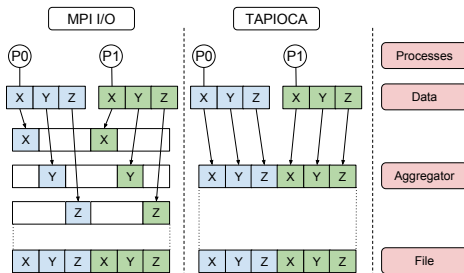 MPI I/O TAPIOCA
P0 P1 P0 P1 Processes
X Y Z X Y Z X Y Z X Y Z Data
X X
Y Y X Y Z X Y Z Aggregator
Z Z
X Y Z X Y Z X Y Z X Y Z File